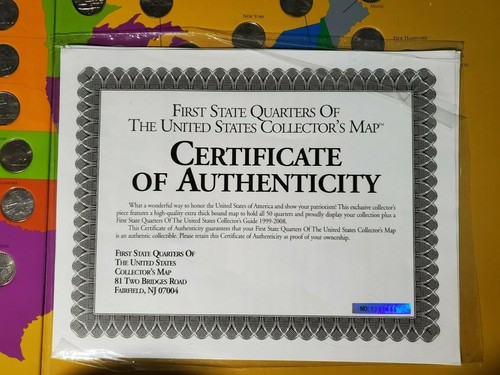 NEW YORK
NEW HAMPSHIRE
FIRST STATE QUARTERS OF
THE UNITED STATES COLLECTOR'S MAP™
CERTIFICATE
OF AUTHENTICITY
What a wonderful way to honor the United States of America and show your patriotism! This exclusive collector's
piece features a high-quality extra thick bound map to hold all 50 quarters and proudly display your collection plus a
First State Quarters Of The United States Collector's Guide 1999-2008.
This Certificate of Authenticity guarantees that your First State Quarters Of The United States Collector's Map
is an authentic collectible. Please retain this Certificate of Authenticity as proof of your ownership.
FIRST STATE QUARTERS OF
THE UNITED STATES
COLLECTOR'S MAP
81 TWO BRIDGES ROAD
FAIRFIELD, NJ 07004
NO.